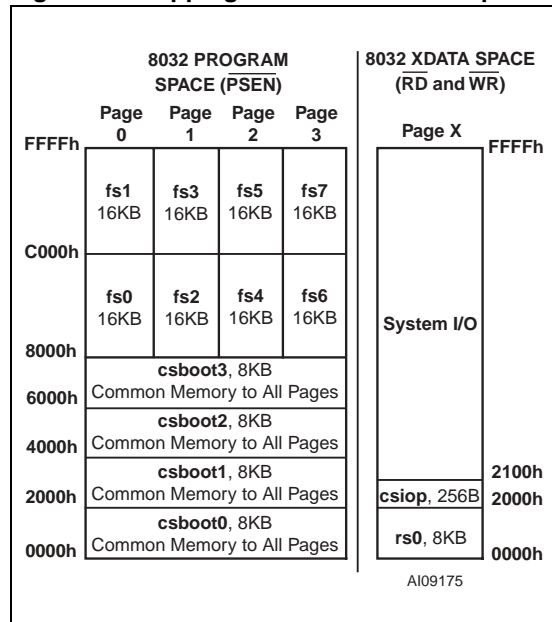 8032 PROGRAM
SPACE (PSEN)
Page 0
Page 1
Page 2
Page 3
FFFFh
fs1
16KB
fs3
16KB
fs5
16KB
fs7
16KB
C000h
fs0
16KB
fs2
16KB
fs4
16KB
fs6
16KB
8000h
csboot3, 8KB
Common Memory to All Pages
6000h
csboot2, 8KB
Common Memory to All Pages
4000h
csboot1, 8KB
Common Memory to All Pages
2000h
csboot0, 8KB
Common Memory to All Pages
0000h
8032 XDATA SPACE
(RD and WR)
Page X
FFFFh
System I/O
2100h
csiop, 256B
2000h
rs0, 8KB
0000h
AI09175